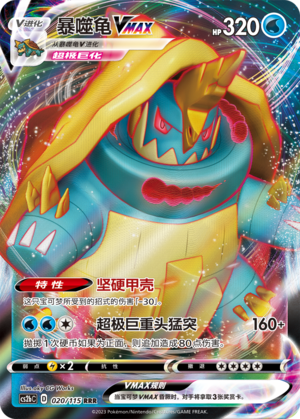 V进化
暴噬龟VMAX
HP320
从暴噬龟V进化
超极巨化
特性 坚硬甲壳
这只宝可梦所受到的招式的伤害「-30」。
超极巨重头猛突 160+
抛掷1次硬币如果为正面，则追加造成80点伤害。
弱点 ×2 抵抗力 撤退
Illus. aky CG Works
VMAX规则
cs2bC D 020/115 RRR
当宝可梦VMAX【昏厥】时，对手将拿取3张奖赏卡。
©2023 Pokémon/Nintendo/Creatures/GAME FREAK.